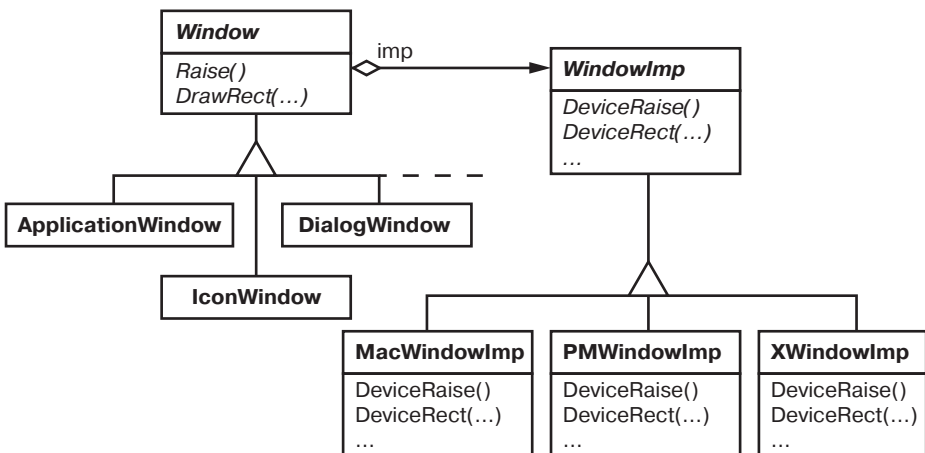 Window
Raise()
DrawRect(...)
imp
WindowImp
DeviceRaise()
DeviceRect(...)
...
ApplicationWindow
DialogWindow
IconWindow
MacWindowImp
DeviceRaise()
DeviceRect(...)
...
PMWindowImp
DeviceRaise()
DeviceRect(...)
...
XWindowImp
DeviceRaise()
DeviceRect(...)
...